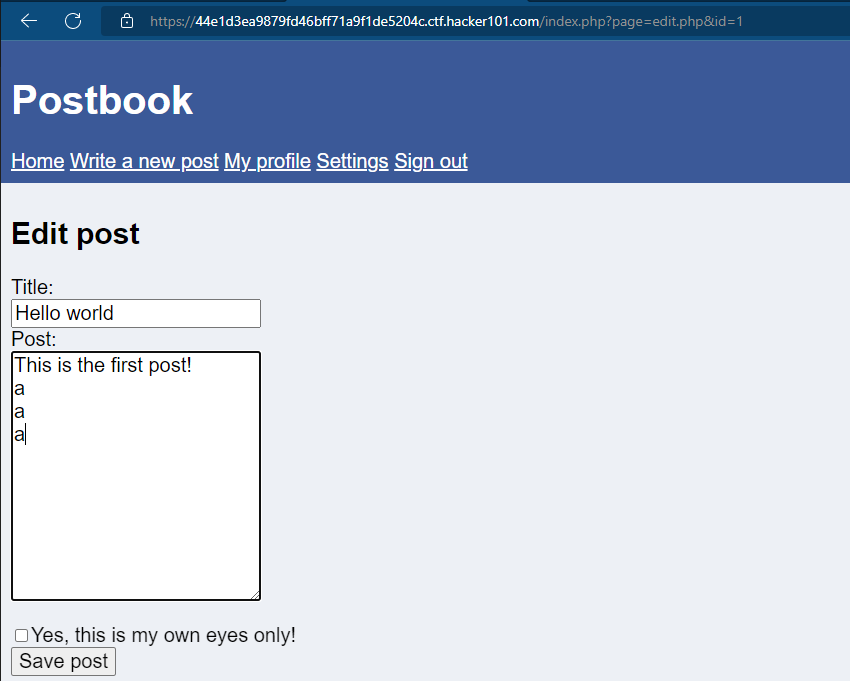 https://44e1d3ea9879fd46bff71a9f1de5204c.ctf.hacker101.com/index.php?page=edit.php&id=1
Postbook
Home Write a new post My profile Settings Sign out
Edit post
Title:
Hello world
Post:
This is the first post!
a
a
a
Yes, this is my own eyes only!
Save post